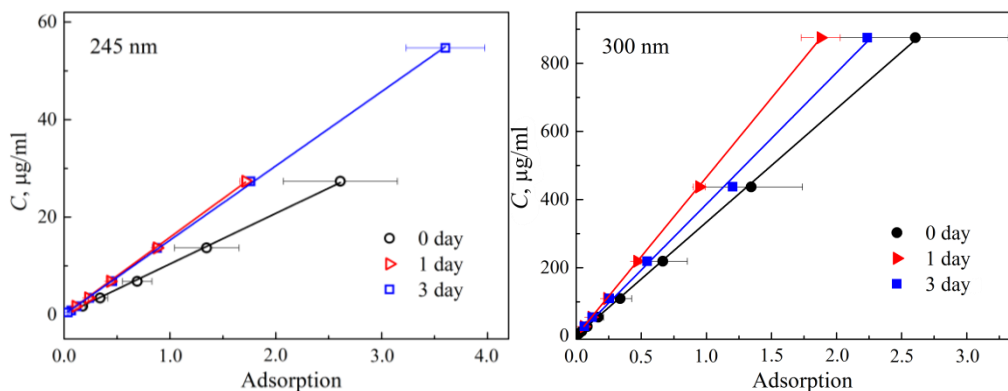 245 nm
C, µg/ml
60
40
20
0
0 day
1 day
3 day
0.0 1.0 2.0 3.0 4.0
Adsorption
300 nm
C, µg/ml
800
600
400
200
0
0 day
1 day
3 day
0.0 0.5 1.0 1.5 2.0 2.5 3.0
Adsorption